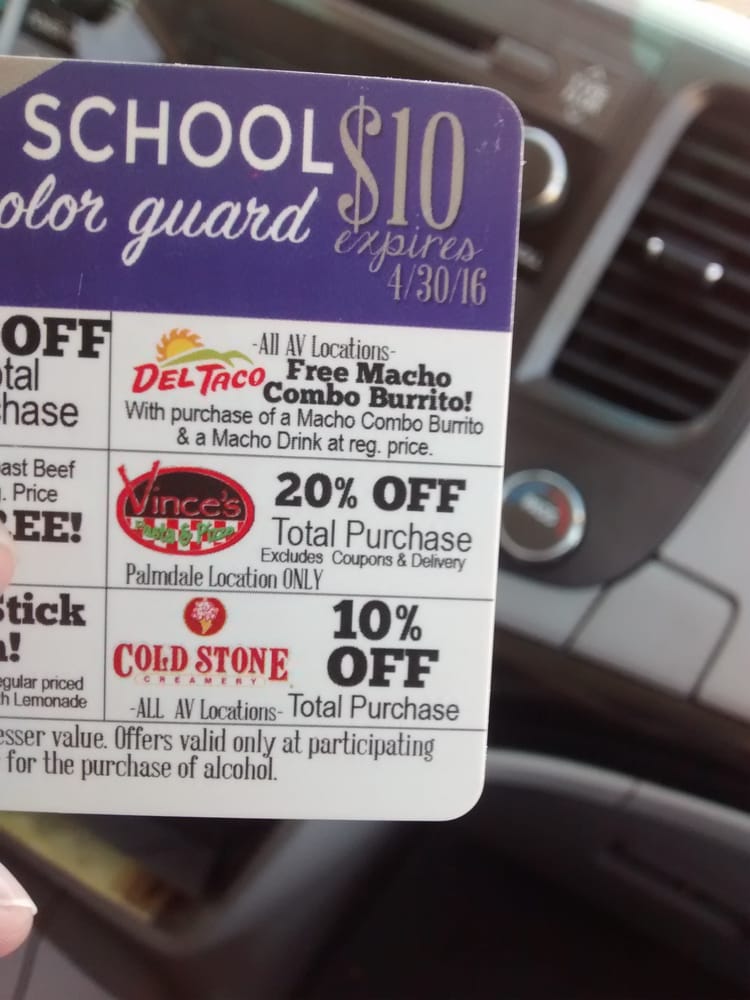 SCHOOL $10
olor guard
expires
4/30/16
OFF
tal
chase
-All AV Locations-
DEL TACO
Free Macho
Combo Burrito!
With purchase of a Macho Combo Burrito
& a Macho Drink at reg. price.
ast Beef
. Price
EE!
Vince's
Pasta & Pizza
20% OFF
Total Purchase
Excludes Coupons & Delivery
Palmdale Location ONLY
Stick
!
egular priced
h Lemonade
COLD STONE
CREAMERY
10%
OFF
-ALL AV Locations- Total Purchase
esser value. Offers valid only at participating
for the purchase of alcohol.